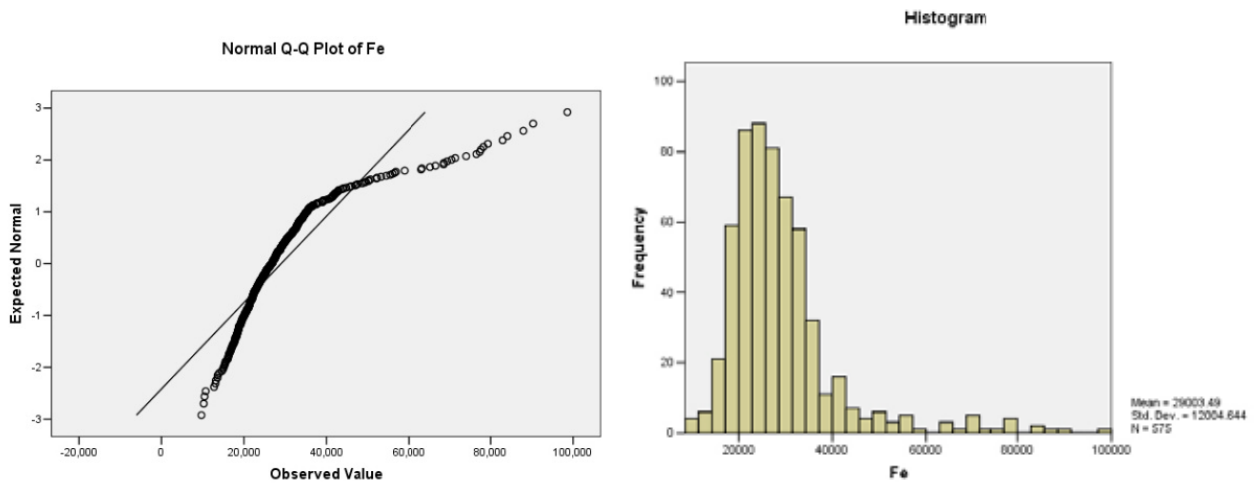 Normal Q-Q Plot of Fe
Expected Normal
3
2
1
0
-1
-2
-3
-20,000 0 20,000 40,000 60,000 80,000 100,000
Observed Value
Histogram
Frequency
100
80
60
40
20
0
20000 40000 60000 80000 100000
Fe
Mean = 29003.49
Std. Dev. = 12004.644
N = 575